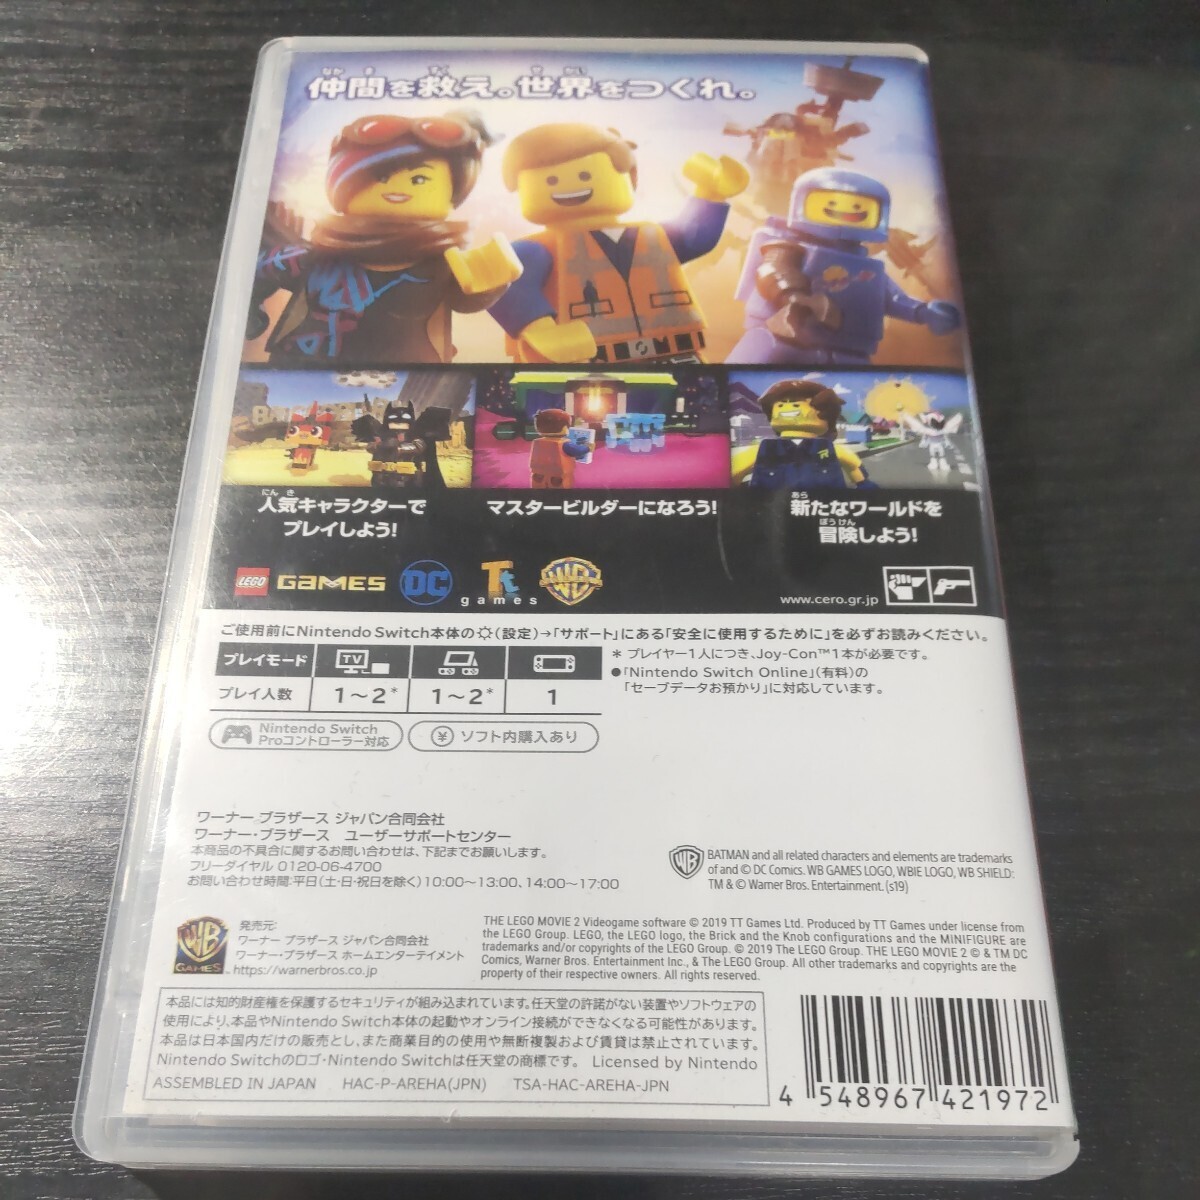 仲間を救え。世界をつくれ。
なか ま すく せ かい
人気キャラクターで
にん き
プレイしよう!
マスタービルダーになろう!
新たなワールドを
あら
冒険しよう!
ぼうけん
LEGO GAMES DC Tt games WB
www.cero.gr.jp
ご使用前にNintendo Switch本体の(設定)→「サポート」にある「安全に使用するために」を必ずお読みください。
プレイモード TV
プレイ人数 1~2* 1~2* 1
* プレイヤー1人につき、Joy-Con™1本が必要です。
●「Nintendo Switch Online」(有料)の
「セーブデータお預かり」に対応しています。
Nintendo Switch
Proコントローラー対応
¥ ソフト内購入あり
ワーナー ブラザース ジャパン合同会社
ワーナー・ブラザース ユーザーサポートセンター
本商品の不具合に関するお問い合わせは、下記までお願いします。
フリーダイヤル 0120-06-4700
お問い合わせ時間:平日(土・日・祝日を除く)10:00~13:00、14:00~17:00
WB
BATMAN and all related characters and elements are trademarks
of and © DC Comics. WB GAMES LOGO, WBIE LOGO, WB SHIELD:
TM & © Warner Bros. Entertainment. (s19)
WB GAMES
発売元:
ワーナー ブラザース ジャパン合同会社
ワーナー・ブラザース ホームエンターテイメント
https://warnerbros.co.jp
THE LEGO MOVIE 2 Videogame software © 2019 TT Games Ltd. Produced by TT Games under license from
the LEGO Group. LEGO, the LEGO logo, the Brick and the Knob configurations and the MINIFIGURE are
trademarks and/or copyrights of the LEGO Group. © 2019 The LEGO Group. THE LEGO MOVIE 2 © & TM DC
Comics, Warner Bros. Entertainment Inc., & The LEGO Group. All other trademarks and copyrights are the
property of their respective owners. All rights reserved.
本品には知的財産権を保護するセキュリティが組み込まれています。任天堂の許諾がない装置やソフトウェアの
使用により、本品やNintendo Switch本体の起動やオンライン接続ができなくなる可能性があります。
本品は日本国内だけの販売とし、また商業目的の使用や無断複製および賃貸は禁止されています。
Nintendo Switchのロゴ・Nintendo Switchは任天堂の商標です。 Licensed by Nintendo
ASSEMBLED IN JAPAN HAC-P-AREHA(JPN) TSA-HAC-AREHA-JPN
4 548967 421972